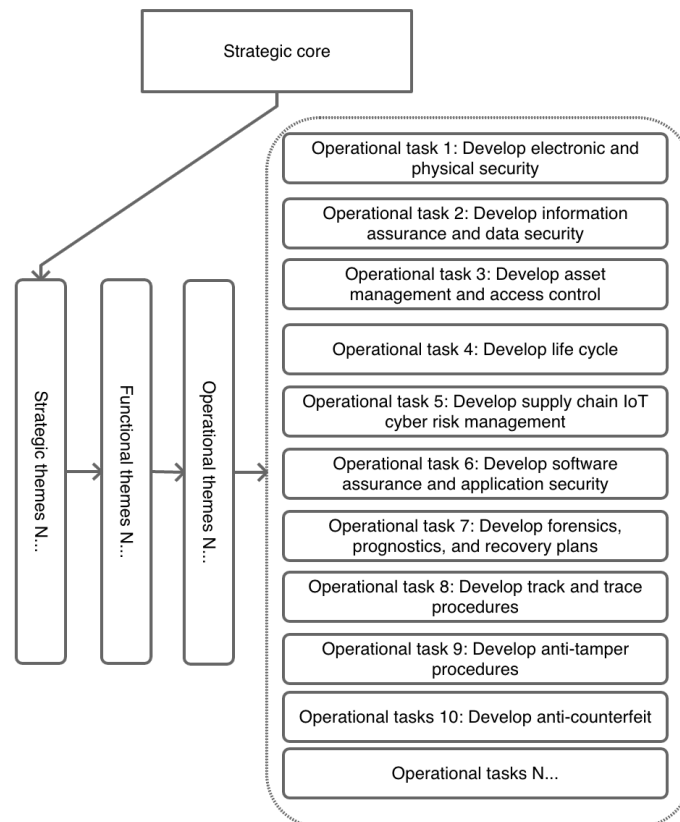 Strategic core
Operational task 1: Develop electronic and
physical security
Operational task 2: Develop information
assurance and data security
Operational task 3: Develop asset
management and access control
Operational task 4: Develop life cycle
Operational task 5: Develop supply chain IoT
cyber risk management
Operational task 6: Develop software
assurance and application security
Operational task 7: Develop forensics,
prognostics, and recovery plans
Operational task 8: Develop track and trace
procedures
Operational task 9: Develop anti-tamper
procedures
Operational tasks 10: Develop anti-counterfeit
Operational tasks N...
Strategic themes N...
Functional themes N...
Operational themes N...